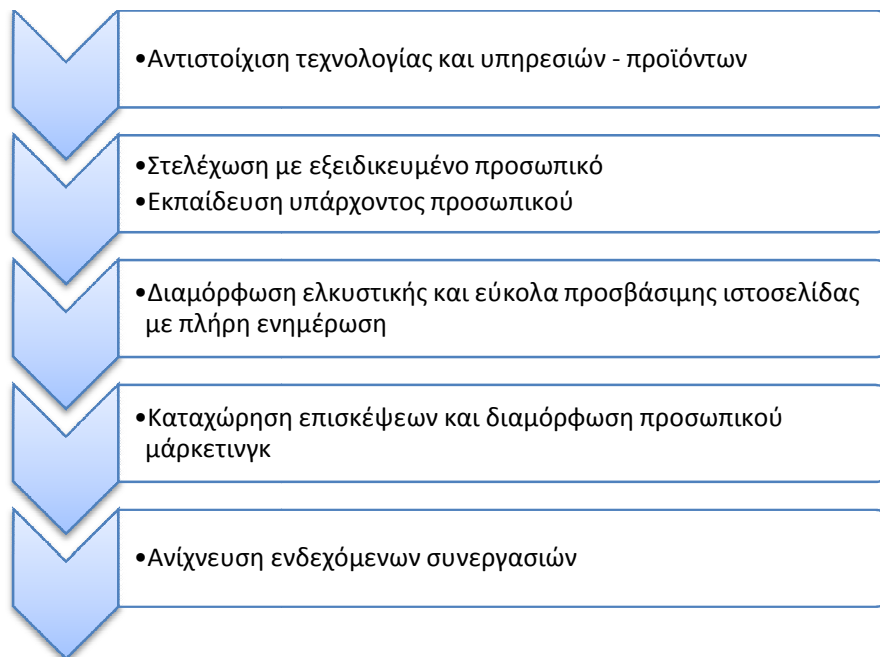 •Αντιστοίχιση τεχνολογίας και υπηρεσιών - προϊόντων
•Στελέχωση με εξειδικευμένο προσωπικό
•Εκπαίδευση υπάρχοντος προσωπικού
•Διαμόρφωση ελκυστικής και εύκολα προσβάσιμης ιστοσελίδας
με πλήρη ενημέρωση
•Καταχώρηση επισκέψεων και διαμόρφωση προσωπικού
μάρκετινγκ
•Ανίχνευση ενδεχόμενων συνεργασιών